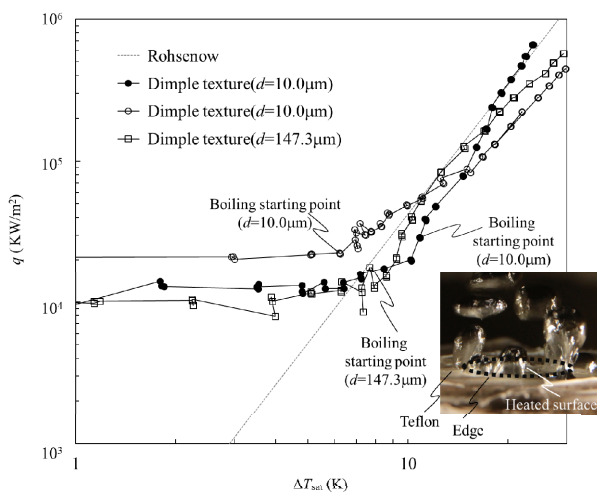 10⁶
Rohsenow
Dimple texture(d=10.0μm)
Dimple texture(d=10.0μm)
Dimple texture(d=147.3μm)
10⁵
q (KW/m²)
Boiling starting point
(d=10.0μm)
Boiling
starting point
(d=10.0μm)
10⁴
Boiling
starting point
(d=147.3μm)
Heated surface
Teflon
Edge
10³
1
10
ΔTsat (K)